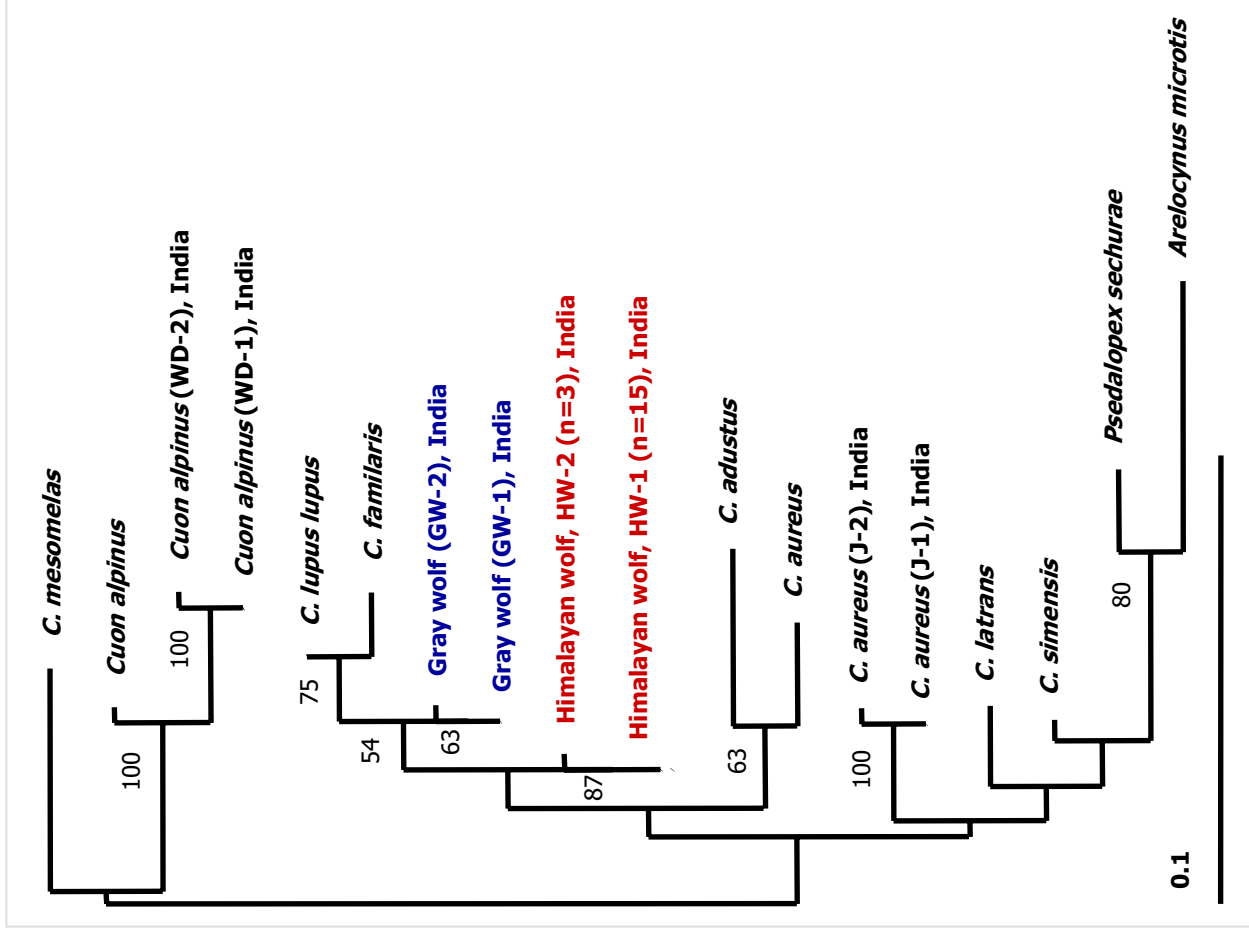 C. mesomelas
Cuon alpinus
100
Cuon alpinus (WD-2), India
100
Cuon alpinus (WD-1), India
C. lupus lupus
75
C. familaris
54
Gray wolf (GW-2), India
63
Gray wolf (GW-1), India
Himalayan wolf, HW-2 (n=3), India
87
Himalayan wolf, HW-1 (n=15), India
C. adustus
63
C. aureus
C. aureus (J-2), India
100
C. aureus (J-1), India
C. latrans
C. simensis
Psedalopex sechurae
80
Arelocynus microtis
0.1